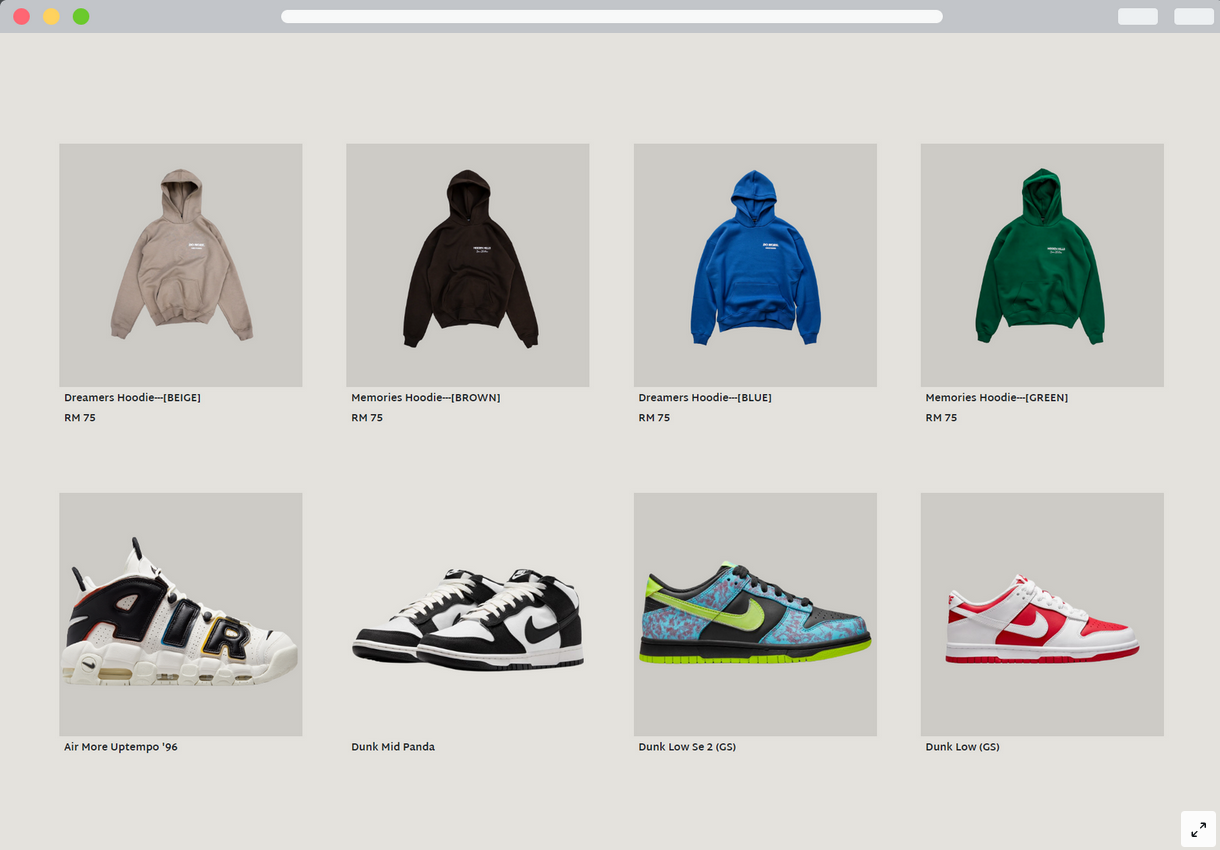 Dreamers Hoodie---[BEIGE]
RM 75
Memories Hoodie---[BROWN]
RM 75
Dreamers Hoodie---[BLUE]
RM 75
Memories Hoodie---[GREEN]
RM 75
AIR
Air More Uptempo '96
Dunk Mid Panda
Dunk Low Se 2 (GS)
Dunk Low (GS)